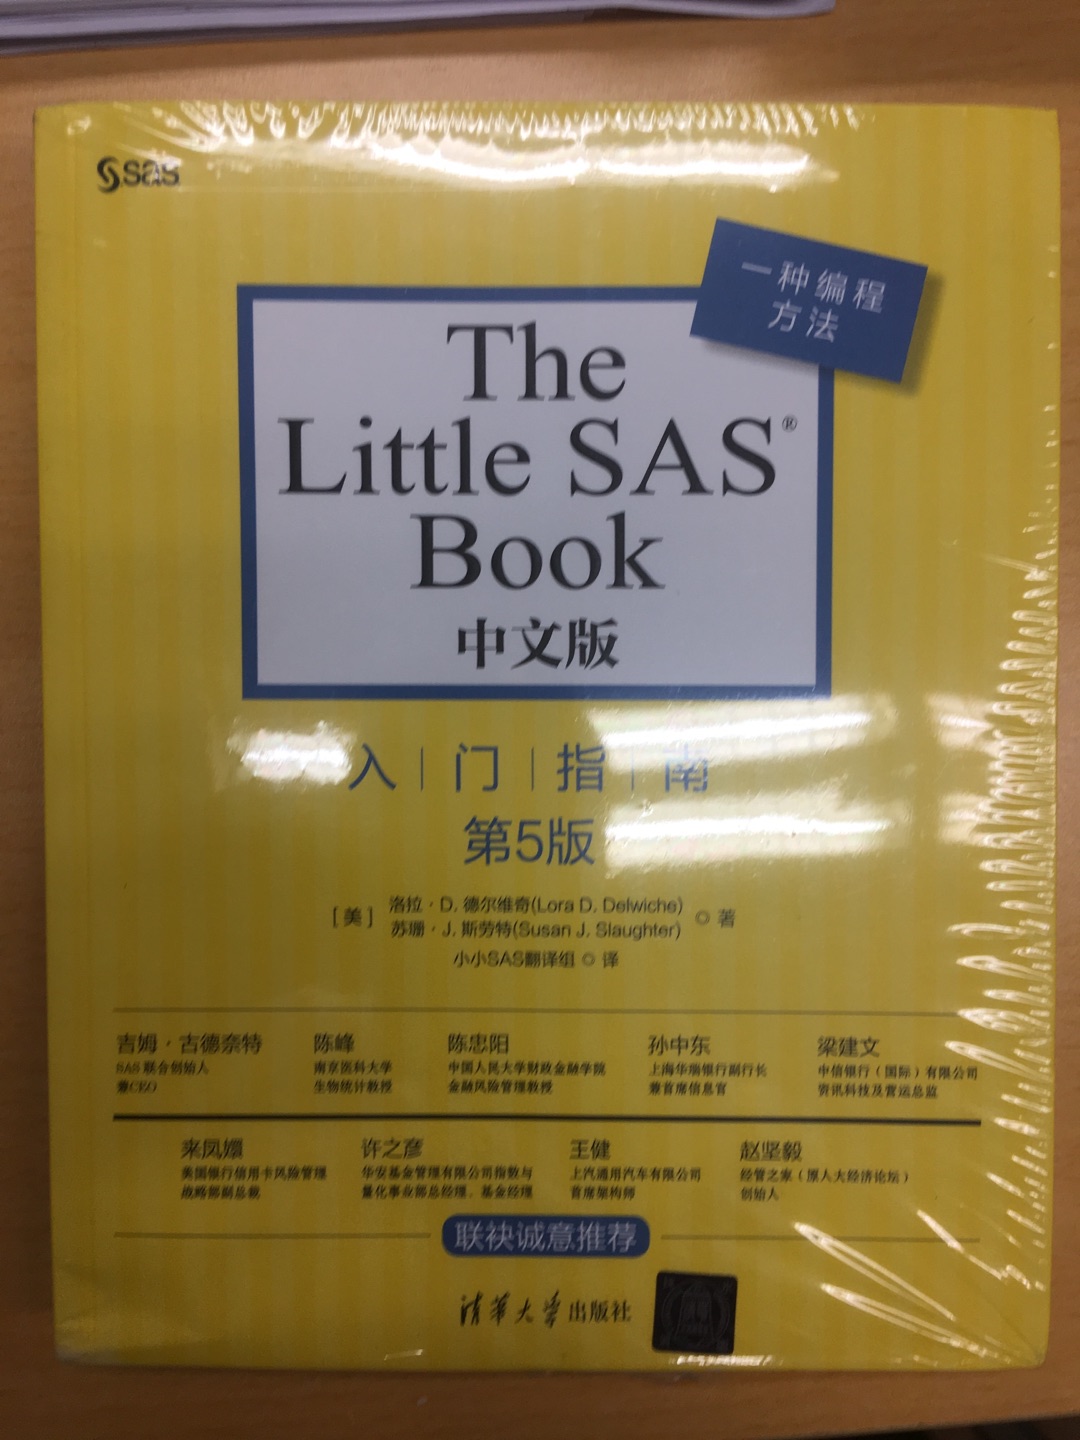 sas
一种编程
方法
The
Little SAS®
Book
中文版
入|门|指|南
第5版
[美] 洛拉·D. 德尔维奇(Lora D. Delwiche)
苏珊·J. 斯劳特(Susan J. Slaughter) ◎ 著
小小SAS翻译组 ◎ 译
吉姆·古德奈特 陈峰 陈忠阳 孙中东 梁建文
SAS 联合创始人 南京医科大学 中国人民大学财政金融学院 上海华瑞银行副行长 中信银行（国际）有限公司
兼CEO 生物统计教授 金融风险管理教授 兼首席信息官 资讯科技及营运总监
来凤嬛 许之彦 王健 赵坚毅
美国银行信用卡风险管理 华安基金管理有限公司指数与 上汽通用汽车有限公司 经管之家（原人大经济论坛）
战略部副总裁 量化事业部总经理、基金经理 首席架构师 创始人
联袂诚意推荐
清华大学出版社